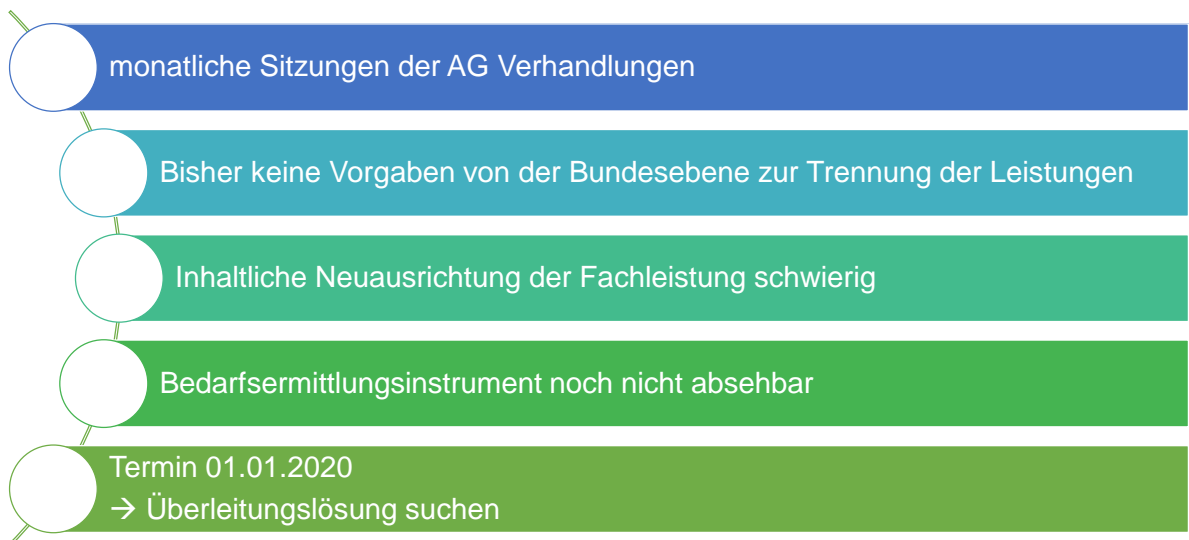 monatliche Sitzungen der AG Verhandlungen
Bisher keine Vorgaben von der Bundesebene zur Trennung der Leistungen
Inhaltliche Neuausrichtung der Fachleistung schwierig
Bedarfsermittlungsinstrument noch nicht absehbar
Termin 01.01.2020
→ Überleitungslösung suchen